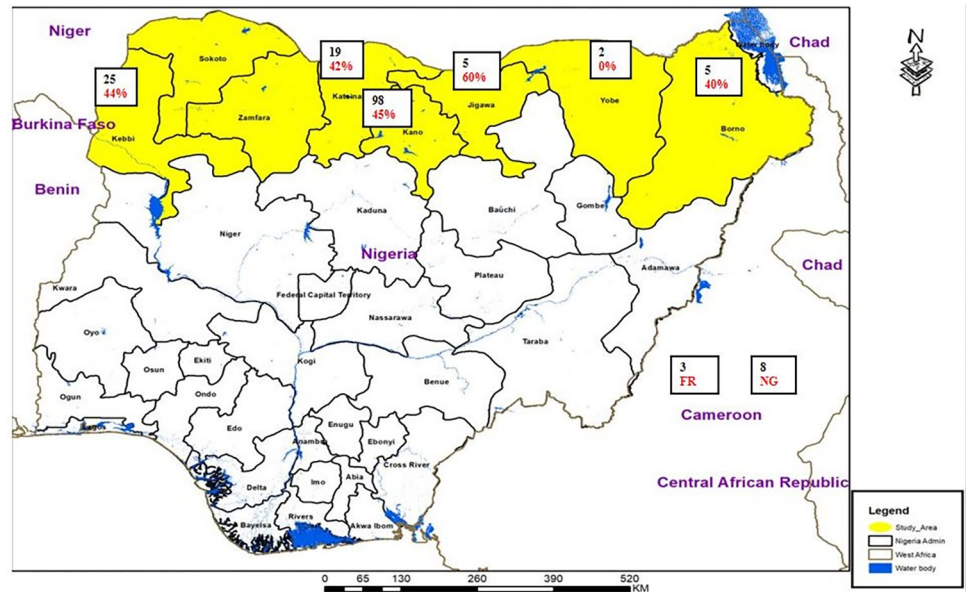 Niger
Chad
N
Water body
Sokoto
19
42%
5
60%
2
0%
5
40%
25
44%
Katsina
98
45%
Jigawa
Yobe
Zamfara
Kano
Borno
Burkina Faso
Kebbi
Benin
Kaduna
Baúchi
Gombe
Niger
Nigeria
Chad
Adamawa
Plateau
Kwara
Federal Capital Territory
Nassarawa
Oyo
Taraba
Ekiti
Kogi
Osun
3
FR
8
NG
Benue
Ogun
Ondo
Cameroon
Lagos
Edo
Enugu
Anambra
Ebonyi
Cross River
Abia
Imo
Delta
Central African Republic
Rivers
Bayelsa
Akwa Ibom
Legend
Study_Area
Nigeria Admin
West Africa
Water body
0 65 130 260 390 520
KM